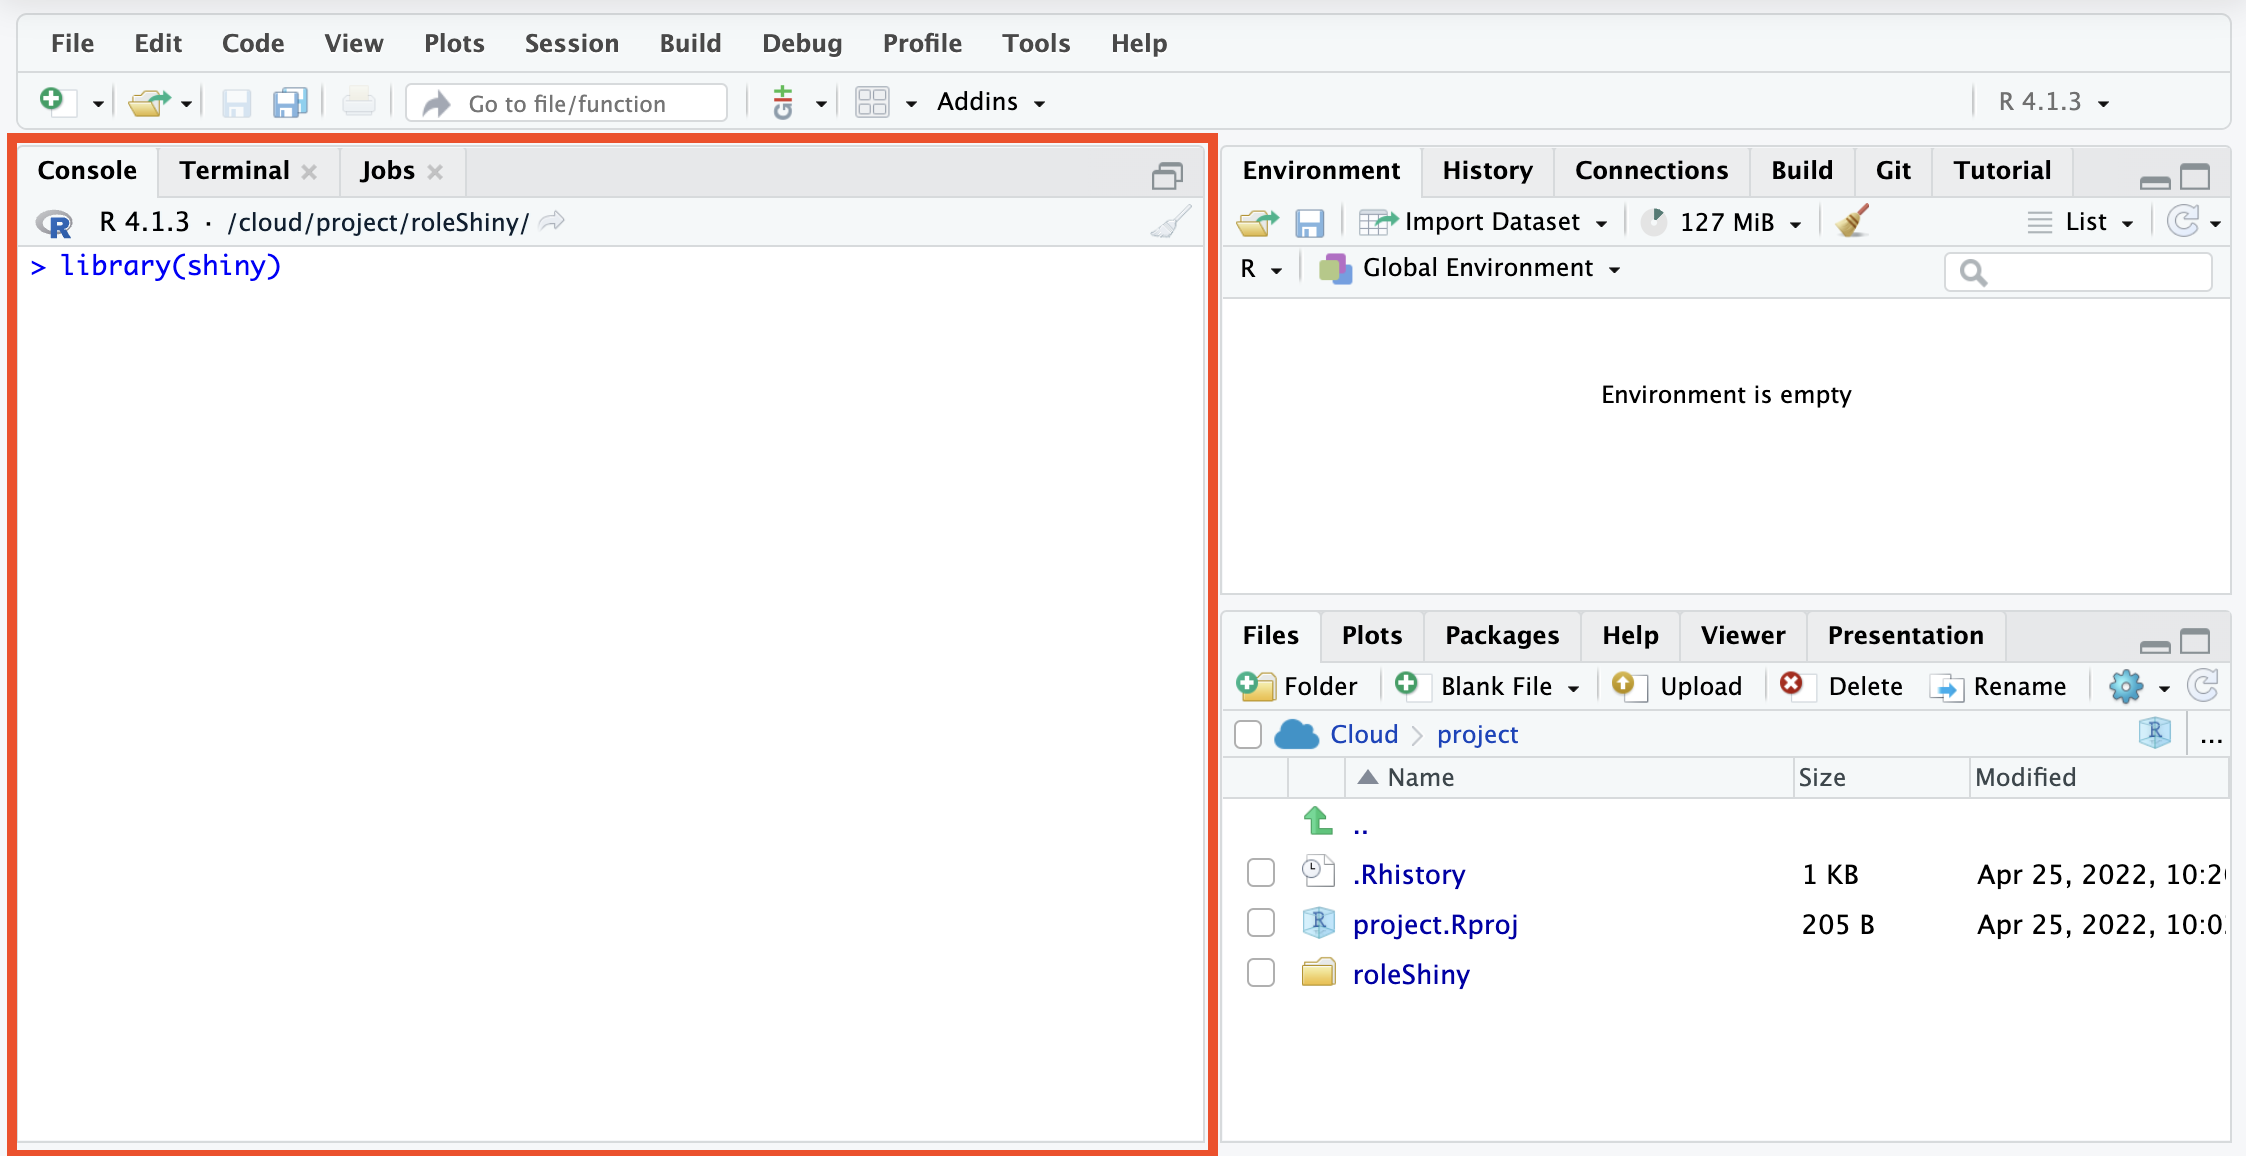 File Edit Code View Plots Session Build Debug Profile Tools Help
Go to file/function Addins R 4.1.3
Console Terminal Jobs
R 4.1.3 · /cloud/project/roleShiny/
> library(shiny)
Environment History Connections Build Git Tutorial
Import Dataset 127 MiB List
R Global Environment
Environment is empty
Files Plots Packages Help Viewer Presentation
Folder Blank File Upload Delete Rename
Cloud project ...
Name Size Modified
..
.Rhistory 1 KB Apr 25, 2022, 10:2
project.Rproj 205 B Apr 25, 2022, 10:0
roleShiny